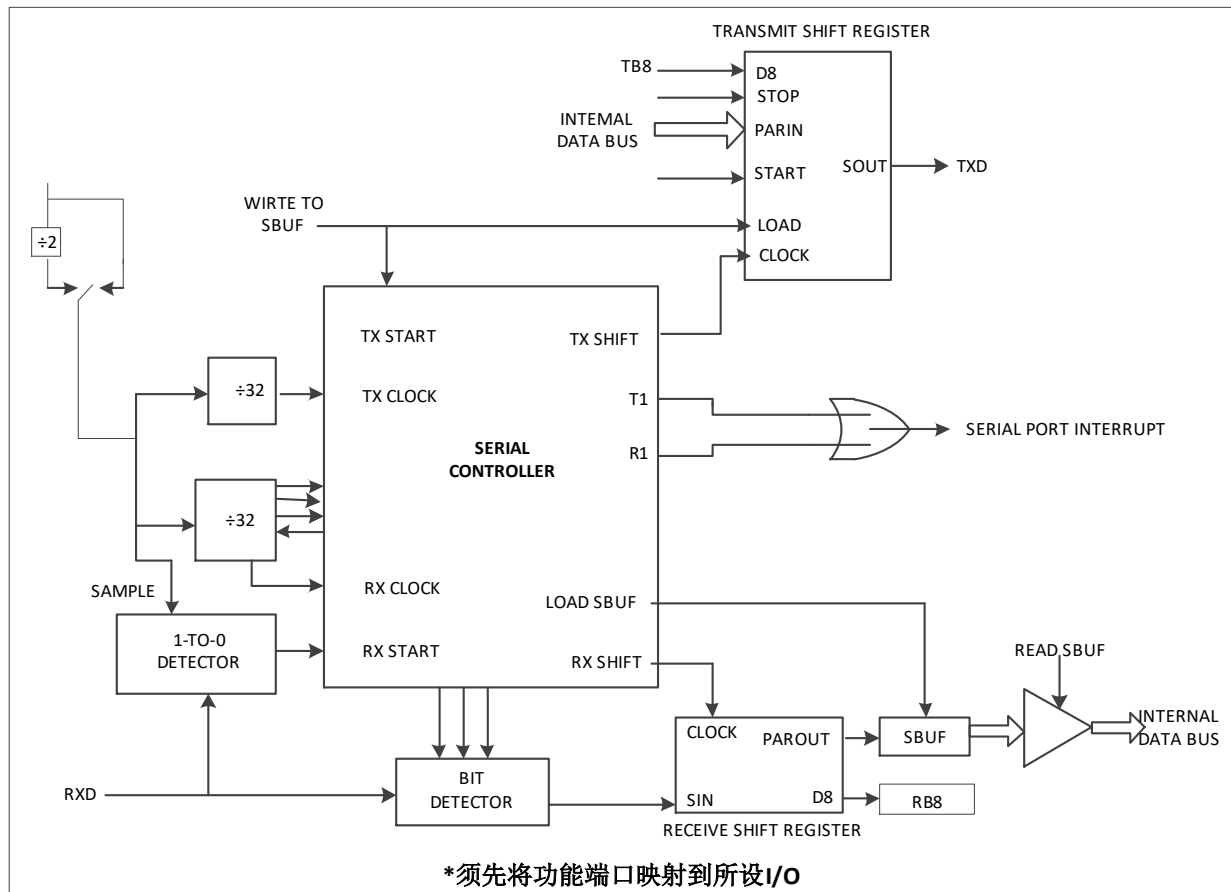 TRANSMIT SHIFT REGISTER
TB8
D8
STOP
INTEMAL
DATA BUS
PARIN
START
SOUT
TXD
WIRTE TO
SBUF
LOAD
CLOCK
÷2
TX START
TX SHIFT
÷32
TX CLOCK
T1
SERIAL
CONTROLLER
R1
SERIAL PORT INTERRUPT
÷32
SAMPLE
RX CLOCK
LOAD SBUF
1-TO-0
DETECTOR
RX START
RX SHIFT
READ SBUF
CLOCK
PAROUT
SBUF
INTERNAL
DATA BUS
RXD
BIT
DETECTOR
SIN
D8
RB8
RECEIVE SHIFT REGISTER
*须先将功能端口映射到所设I/O